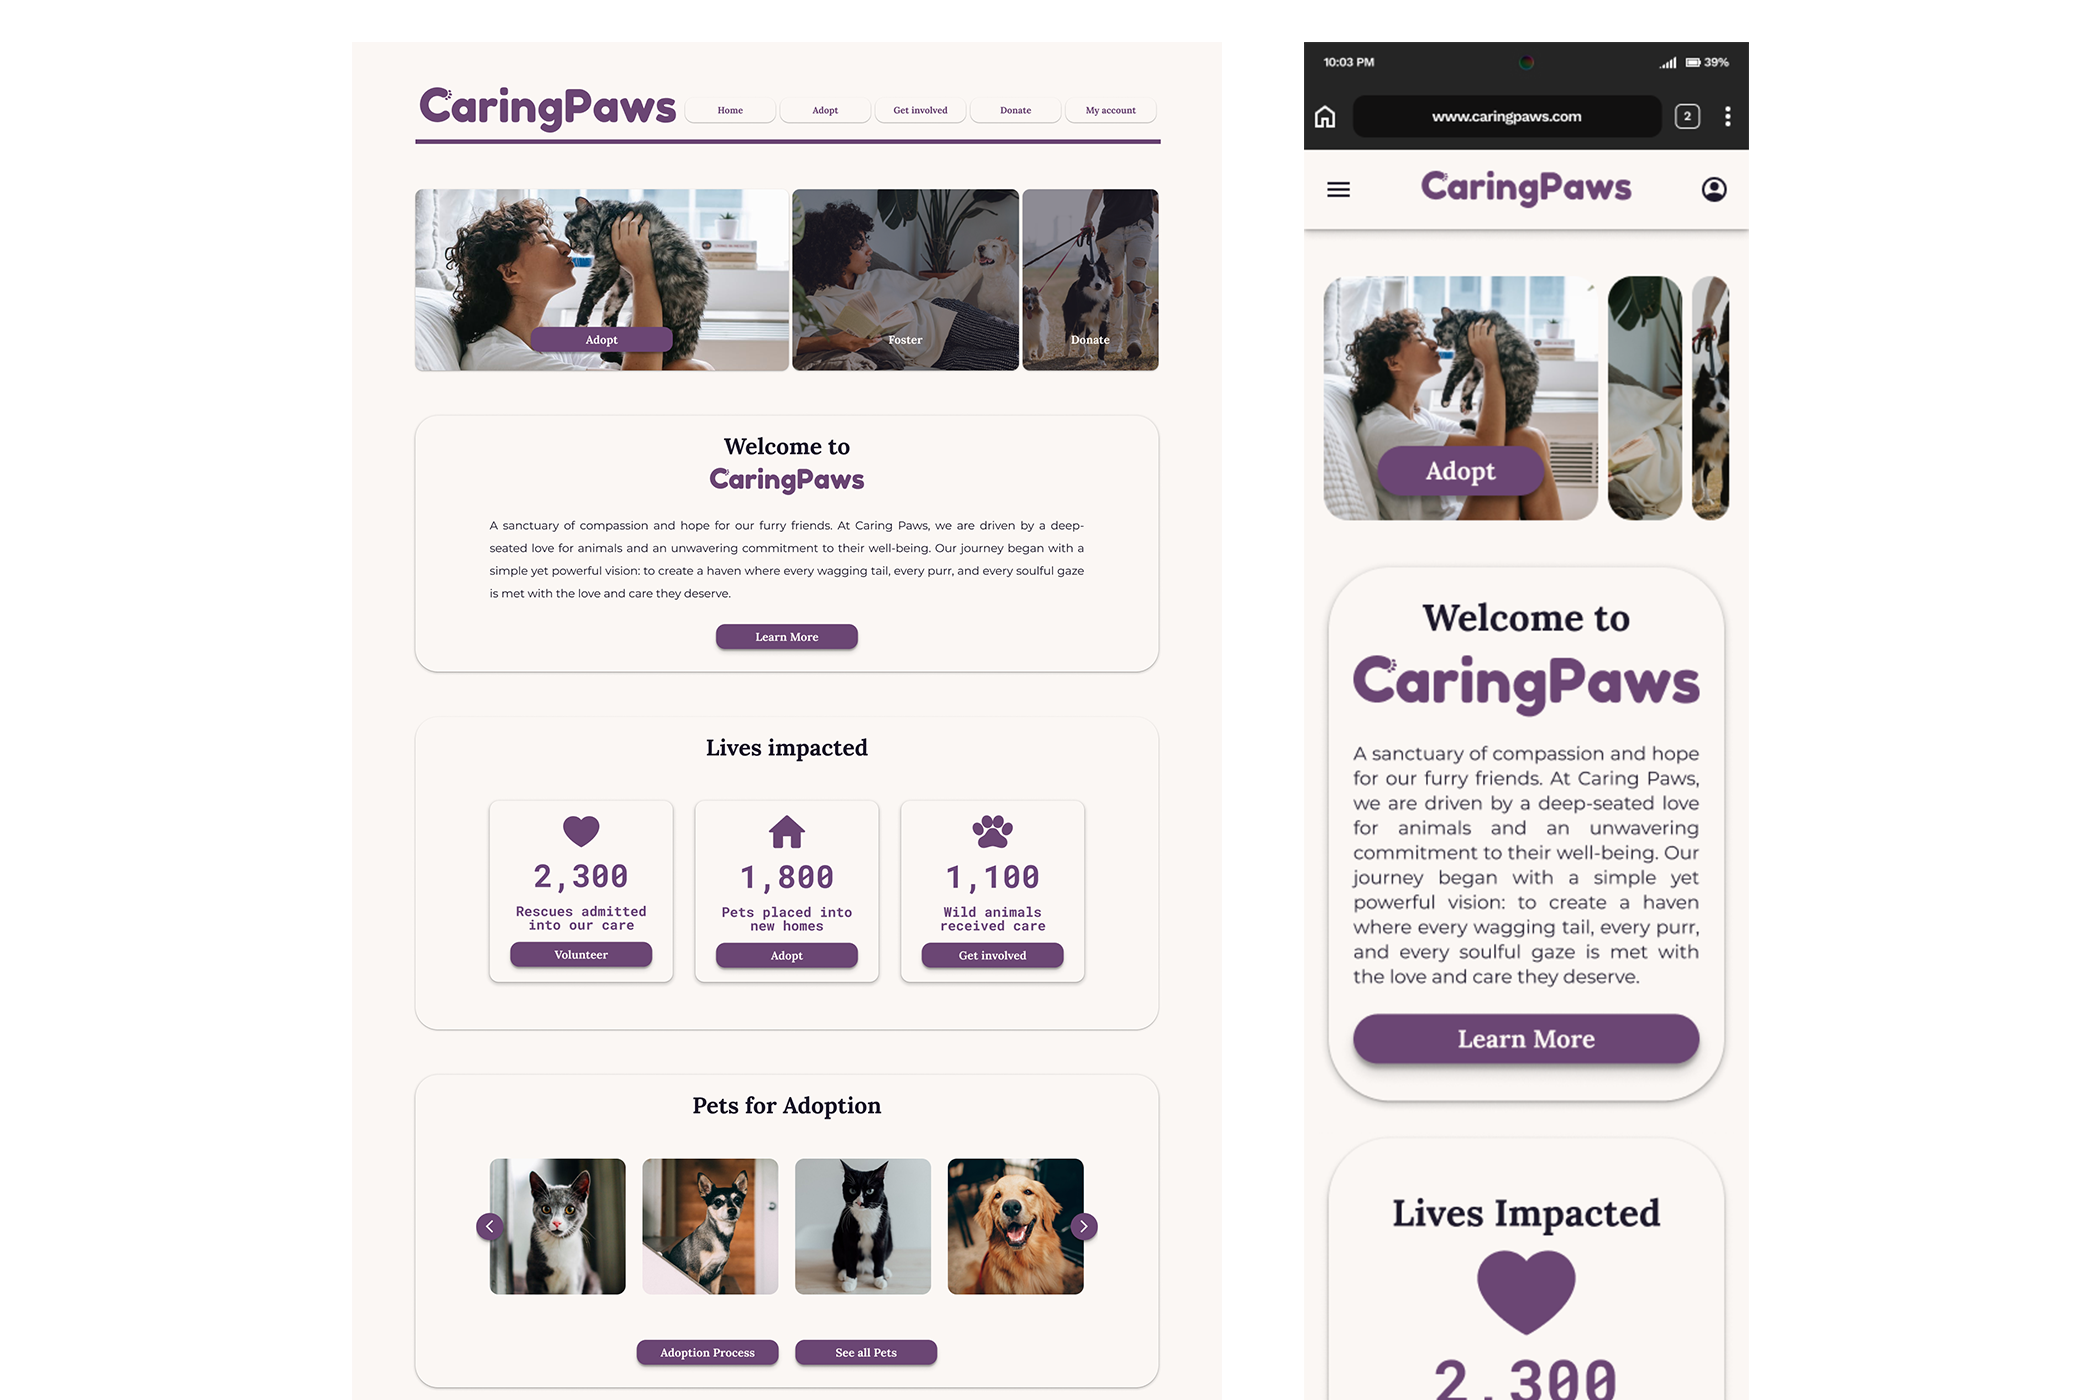 CaringPaws
Home
Adopt
Get involved
Donate
My account
Adopt
Foster
Donate
Welcome to
CaringPaws
A sanctuary of compassion and hope for our furry friends. At Caring Paws, we are driven by a deep-
seated love for animals and an unwavering commitment to their well-being. Our journey began with a
simple yet powerful vision: to create a haven where every wagging tail, every purr, and every soulful gaze
is met with the love and care they deserve.
Learn More
Lives impacted
2,300
Rescues admitted
into our care
Volunteer
1,800
Pets placed into
new homes
Adopt
1,100
Wild animals
received care
Get involved
Pets for Adoption
Adoption Process
See all Pets
10:03 PM
39%
www.caringpaws.com
2
CaringPaws
Adopt
Welcome to
CaringPaws
A sanctuary of compassion and hope
for our furry friends. At Caring Paws,
we are driven by a deep-seated love
for animals and an unwavering
commitment to their well-being. Our
journey began with a simple yet
powerful vision: to create a haven
where every wagging tail, every purr,
and every soulful gaze is met with
the love and care they deserve.
Learn More
Lives Impacted
2,300